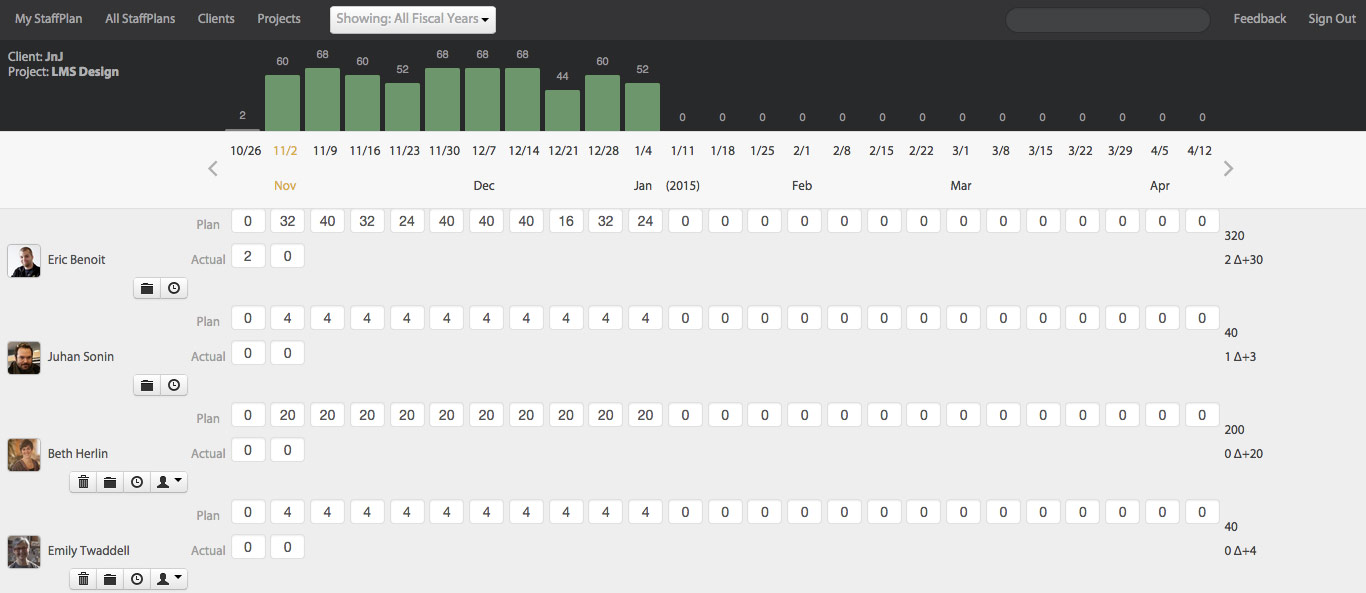 My StaffPlan All StaffPlans Clients Projects Showing: All Fiscal Years Feedback Sign Out
Client: JnJ
Project: LMS Design
2 60 68 60 52 68 68 68 44 60 52 0 0 0 0 0 0 0 0 0 0 0 0 0 0
10/26 11/2 11/9 11/16 11/23 11/30 12/7 12/14 12/21 12/28 1/4 1/11 1/18 1/25 2/1 2/8 2/15 2/22 3/1 3/8 3/15 3/22 3/29 4/5 4/12
Nov Dec Jan (2015) Feb Mar Apr
Plan 0 32 40 32 24 40 40 40 16 32 24 0 0 0 0 0 0 0 0 0 0 0 0 0 0
320
Eric Benoit Actual 2 0 2 Δ+30
Plan 0 4 4 4 4 4 4 4 4 4 4 0 0 0 0 0 0 0 0 0 0 0 0 0 0
40
Juhan Sonin Actual 0 0 1 Δ+3
Plan 0 20 20 20 20 20 20 20 20 20 20 0 0 0 0 0 0 0 0 0 0 0 0 0 0
200
Beth Herlin Actual 0 0 0 Δ+20
Plan 0 4 4 4 4 4 4 4 4 4 4 0 0 0 0 0 0 0 0 0 0 0 0 0 0
40
Emily Twaddell Actual 0 0 0 Δ+4